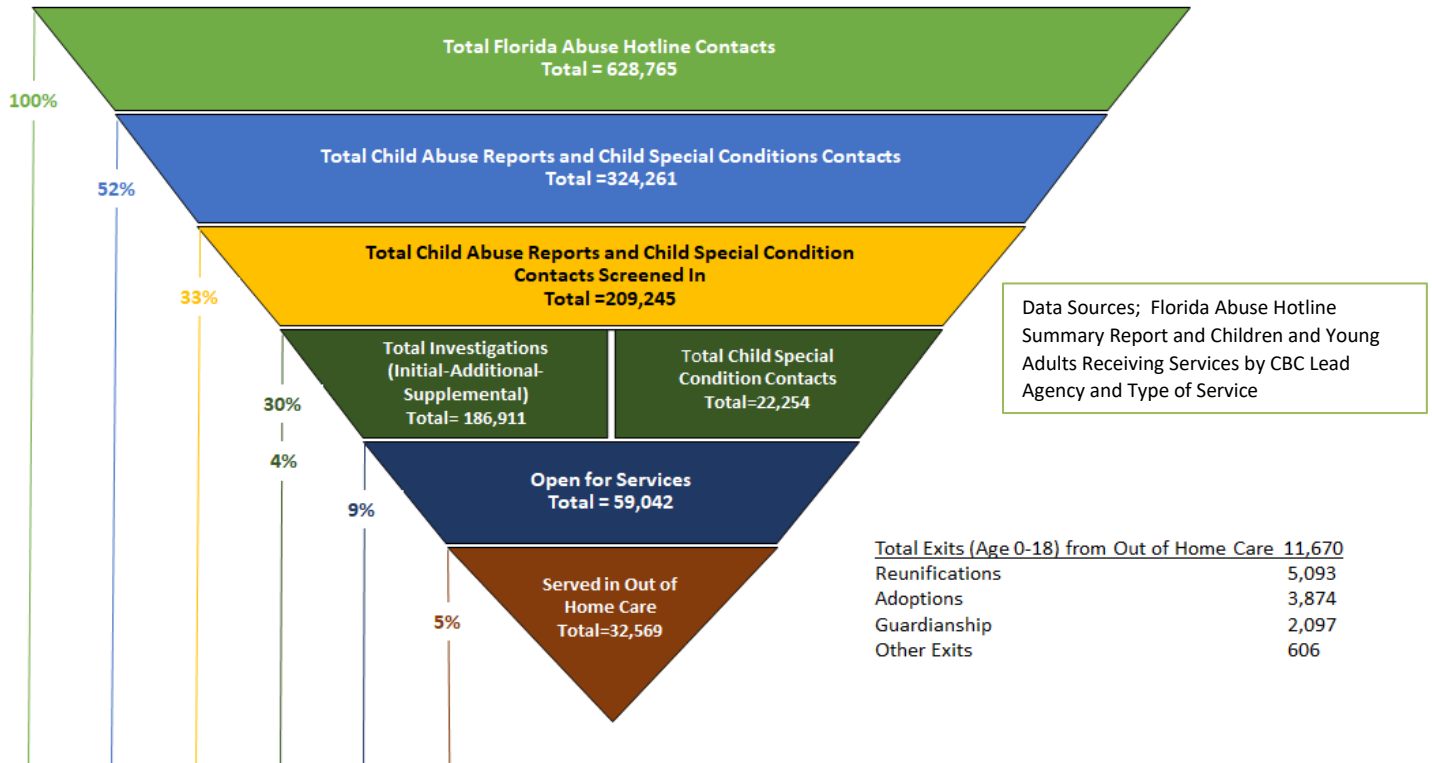 Total Florida Abuse Hotline Contacts
Total = 628,765
100%
Total Child Abuse Reports and Child Special Conditions Contacts
Total =324,261
52%
Total Child Abuse Reports and Child Special Condition
Contacts Screened In
Total =209,245
33%
Total Investigations
(Initial-Additional-
Supplemental)
Total= 186,911
Total Child Special
Condition Contacts
Total=22,254
30%
4%
Open for Services
Total = 59,042
9%
Served in Out of
Home Care
Total=32,569
5%
Data Sources; Florida Abuse Hotline
Summary Report and Children and Young
Adults Receiving Services by CBC Lead
Agency and Type of Service
Total Exits (Age 0-18) from Out of Home Care 11,670
Reunifications 5,093
Adoptions 3,874
Guardianship 2,097
Other Exits 606